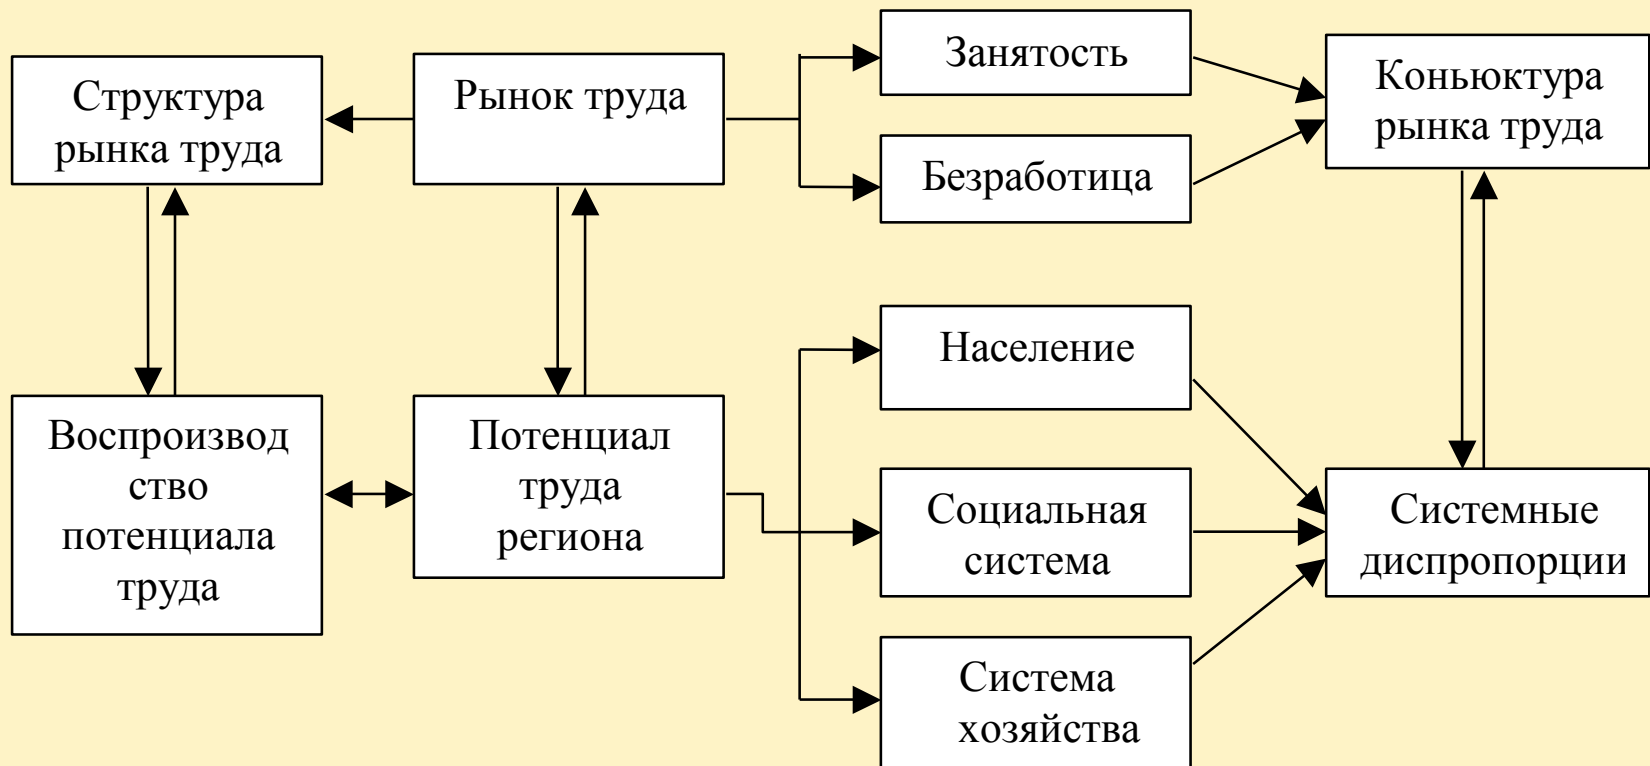 Структура
рынка труда
Рынок труда
Занятость
Безработица
Коньюктура
рынка труда
Воспроизвод
ство
потенциала
труда
Потенциал
труда
региона
Население
Социальная
система
Система
хозяйства
Системные
диспропорции